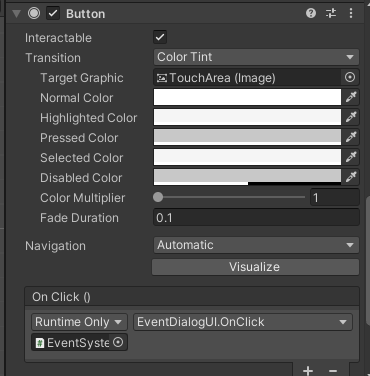 Button
Interactable
Transition Color Tint
Target Graphic TouchArea (Image)
Normal Color
Highlighted Color
Pressed Color
Selected Color
Disabled Color
Color Multiplier 1
Fade Duration 0.1
Navigation Automatic
Visualize
On Click ()
Runtime Only EventDialogUI.OnClick
EventSyste